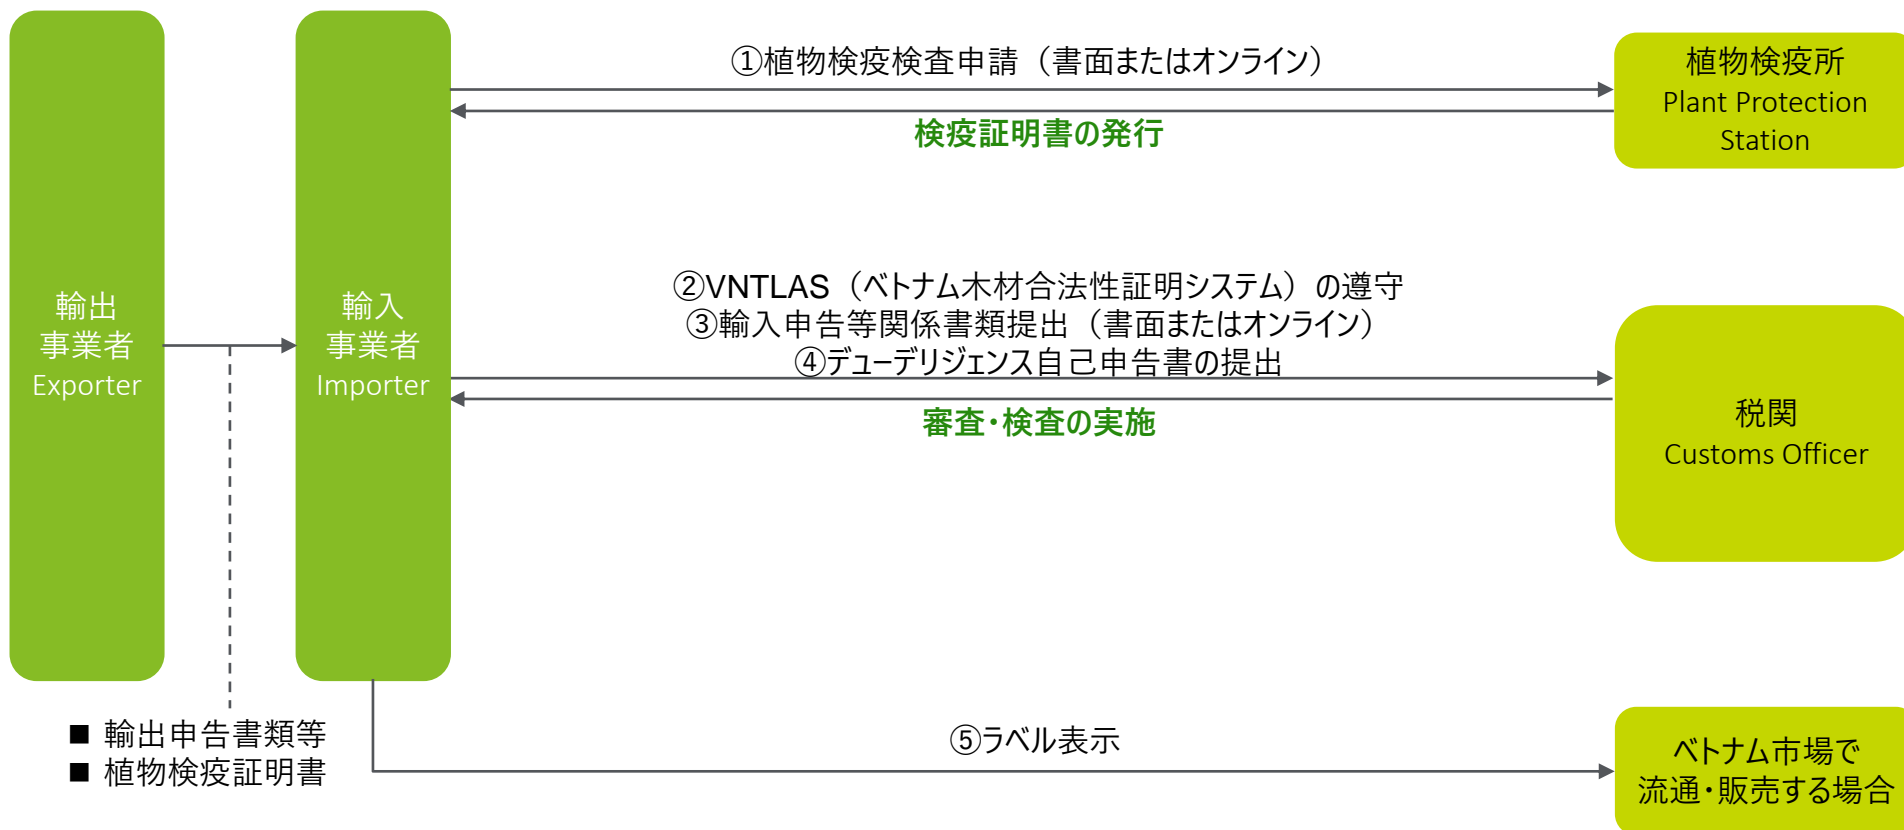 ①植物検疫検査申請（書面またはオンライン）
検疫証明書の発行
植物検疫所
Plant Protection
Station
輸出
事業者
Exporter
輸入
事業者
Importer
②VNTLAS（ベトナム木材合法性証明システム）の遵守
③輸入申告等関係書類提出（書面またはオンライン）
④デューデリジェンス自己申告書の提出
審査・検査の実施
税関
Customs Officer
■ 輸出申告書類等
■ 植物検疫証明書
⑤ラベル表示
ベトナム市場で
流通・販売する場合